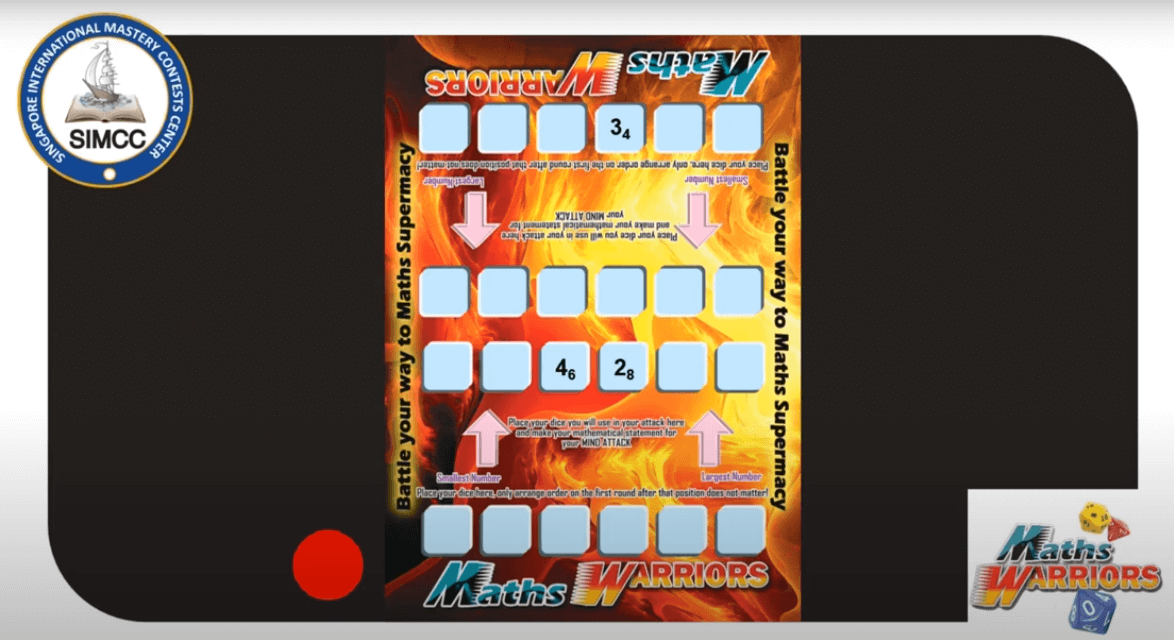 SINGAPORE INTERNATIONAL MASTERY CONTESTS CENTER
SIMCC
Maths WARRIORS
3₄
Place your dice here, only arrange order on the first round after that position does not matter!
Smallest Number
Largest Number
Place your dice you will use in your attack here
and make your mathematical statement for
your MIND ATTACK
Battle your way to Maths Supermacy
Battle your way to Maths Supermacy
4₆ 2₈
Place your dice you will use in your attack here
and make your mathematical statement for
your MIND ATTACK
Smallest Number
Largest Number
Place your dice here, only arrange order on the first round after that position does not matter!
Maths WARRIORS
Maths
WARRIORS
0